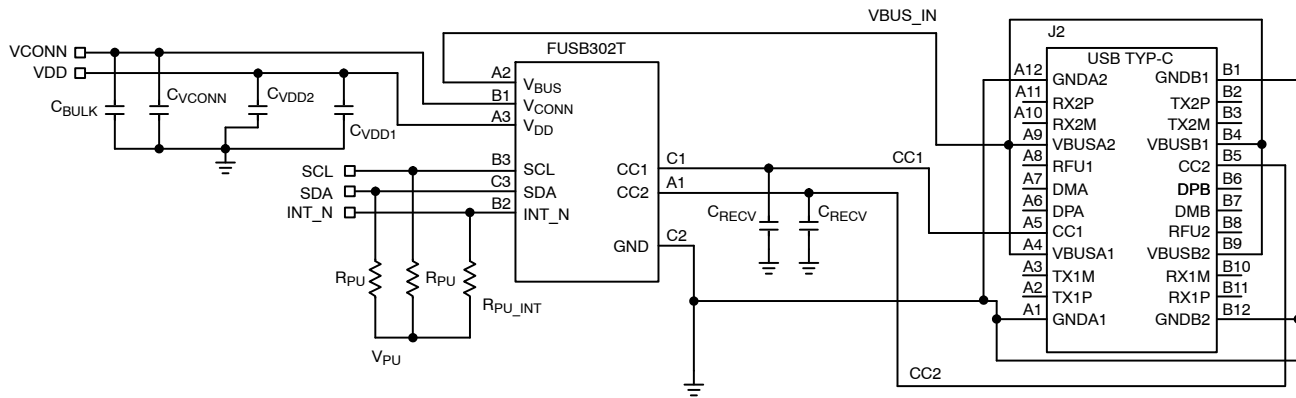 VBUS_IN
J2
FUSB302T
USB TYP-C
VCONN
VDD
CBULK
CVCONN
CVDD2
CVDD1
A2
B1
A3
VBUS
VCONN
VDD
SCL
SDA
INT_N
B3
C3
B2
SCL
SDA
INT_N
CC1
CC2
GND
C1
A1
C2
CC1
CRECV
CRECV
RPU
RPU
RPU_INT
VPU
CC2
A12 GNDA2
A11 RX2P
A10 RX2M
A9 VBUSA2
A8 RFU1
A7 DMA
A6 DPA
A5 CC1
A4 VBUSA1
A3 TX1M
A2 TX1P
A1 GNDA1
GNDB1 B1
TX2P B2
TX2M B3
VBUSB1 B4
CC2 B5
DPB B6
DMB B7
RFU2 B8
VBUSB2 B9
RX1M B10
RX1P B11
GNDB2 B12